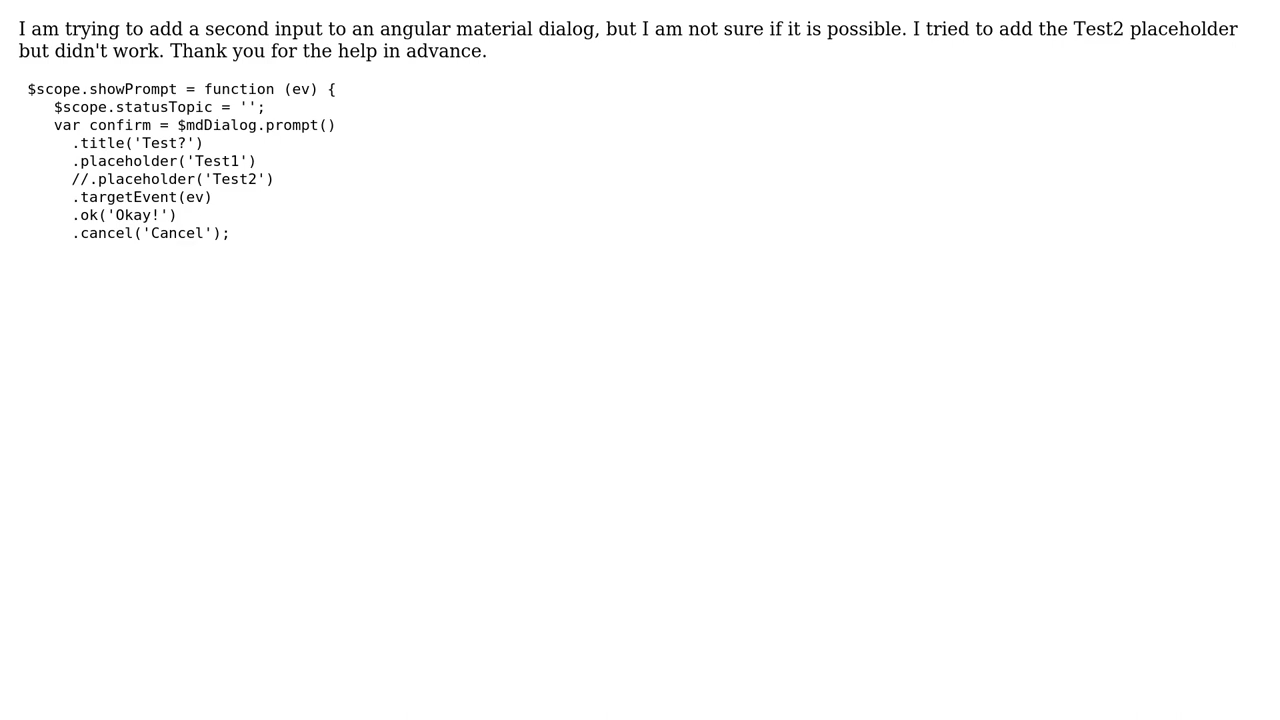 I am trying to add a second input to an angular material dialog, but I am not sure if it is possible. I tried to add the Test2 placeholder
but didn't work. Thank you for the help in advance.
$scope.showPrompt = function (ev) {
   $scope.statusTopic = '';
   var confirm = $mdDialog.prompt()
     .title('Test?')
     .placeholder('Test1')
     //.placeholder('Test2')
     .targetEvent(ev)
     .ok('Okay!')
     .cancel('Cancel');